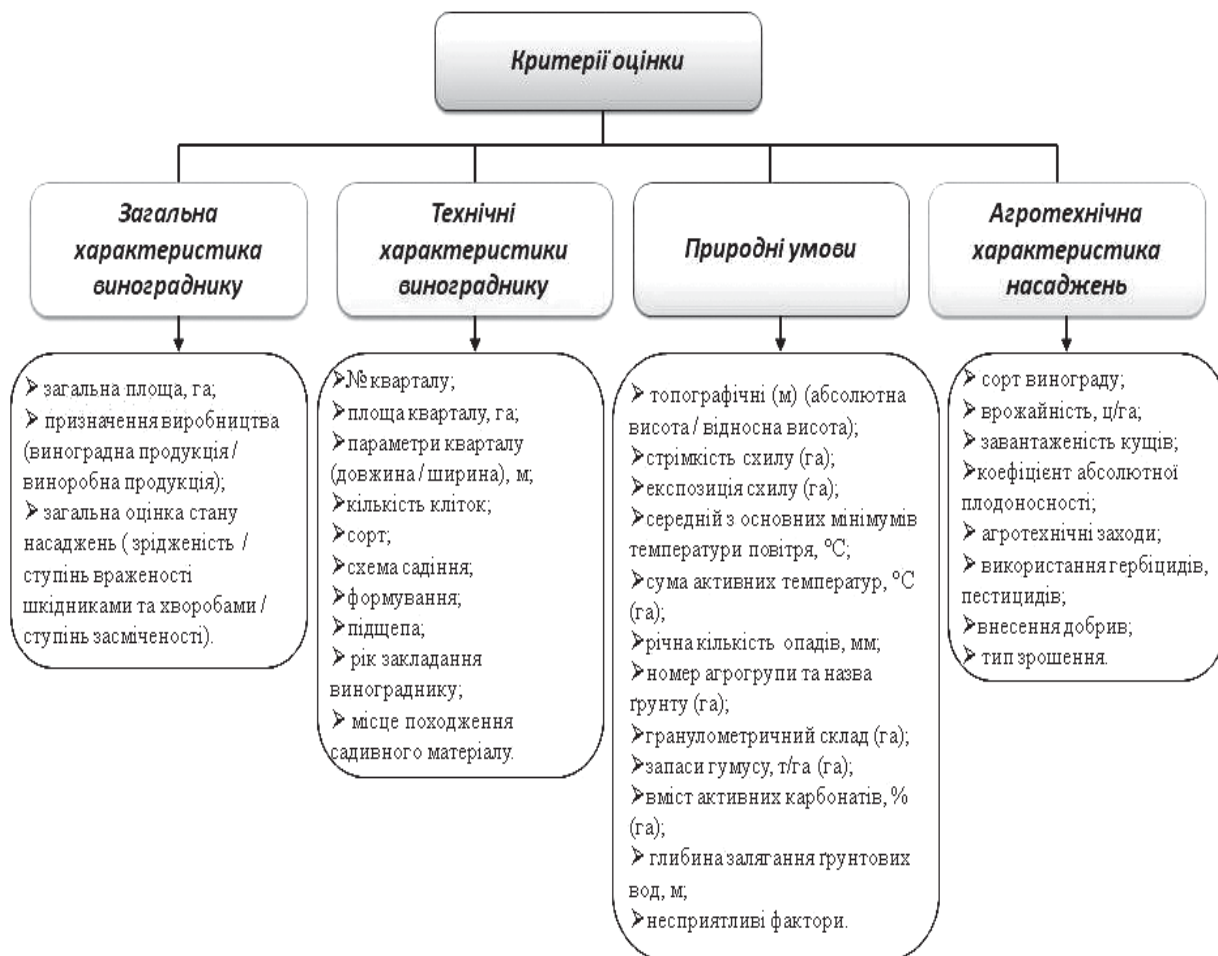 Критерії оцінки
Загальна
характеристика
винограднику
➢ загальна площа, га;
➢ призначення виробництва
(виноградна продукція /
виноробна продукція);
➢ загальна оцінка стану
насаджень ( зрідженість /
ступінь враженості
шкідниками та хворобами /
ступінь засміченості).
Технічні
характеристики
винограднику
➢№ кварталу;
➢площа кварталу, га;
➢параметри кварталу
(довжина / ширина), м;
➢кількість кліток;
➢сорт;
➢схема садіння;
➢формування;
➢підщепа;
➢ рік закладання
винограднику;
➢ місце походження
садивного матеріалу.
Природні умови
➢ топографічні (м) (абсолютна
висота / відносна висота);
➢стрімкість схилу (га);
➢експозиція схилу (га);
➢середній з основних мінімумів
температури повітря, °С;
➢сума активних температур, °С
(га);
➢річна кількість опадів, мм;
➢номер агрогрупи та назва
ґрунту (га);
➢гранулометричний склад (га);
➢запаси гумусу, т/га (га);
➢вміст активних карбонатів, %
(га);
➢ глибина залягання ґрунтових
вод, м;
➢несприятливі фактори.
Агротехнічна
характеристика
насаджень
➢ сорт винограду;
➢врожайність, ц/га;
➢завантаженість кущів;
➢коефіцієнт абсолютної
плодоносності;
➢ агротехнічні заходи;
➢використання гербіцидів,
пестицидів;
➢внесення добрив;
➢ тип зрошення.